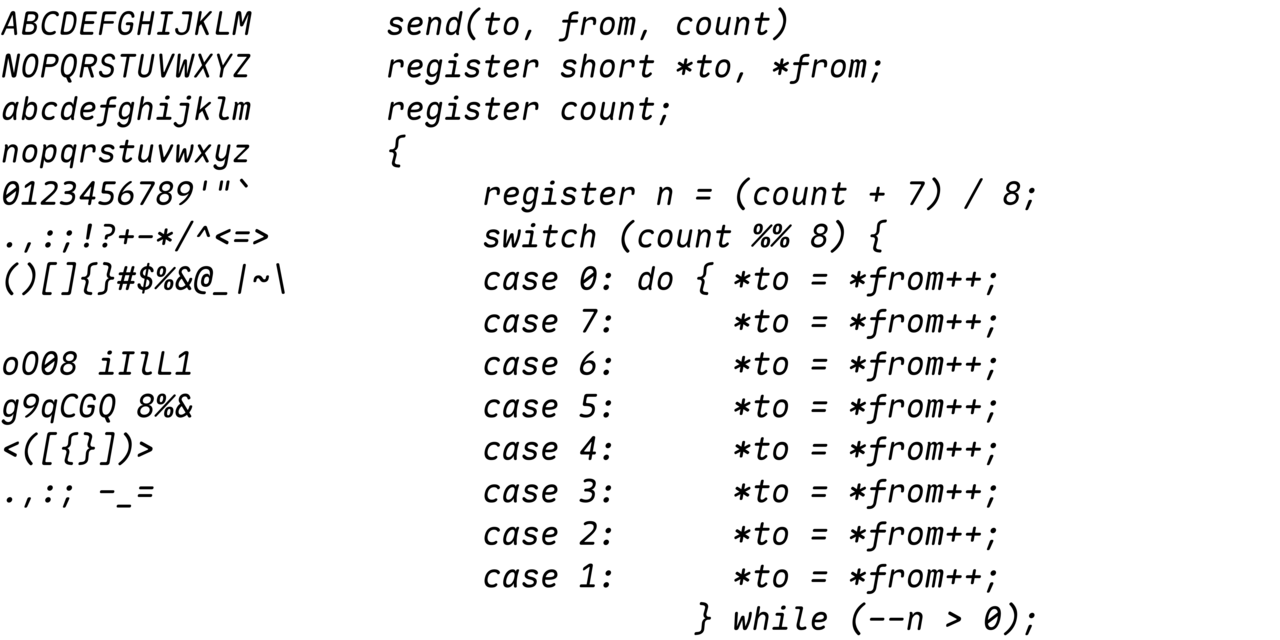 ABCDEFGHIJKLM
NOPQRSTUVWXYZ
abcdefghijklm
nopqrstuvwxyz
0123456789'"`
.,:;!?+-*/^<=>
()[]{}#$%&@_|~\
oO08 iIlL1
g9qCGQ 8%&
<([{}])>
.,:; -_=
send(to, from, count)
register short *to, *from;
register count;
{
    register n = (count + 7) / 8;
    switch (count %% 8) {
    case 0: do { *to = *from++;
    case 7:      *to = *from++;
    case 6:      *to = *from++;
    case 5:      *to = *from++;
    case 4:      *to = *from++;
    case 3:      *to = *from++;
    case 2:      *to = *from++;
    case 1:      *to = *from++;
               } while (--n > 0);